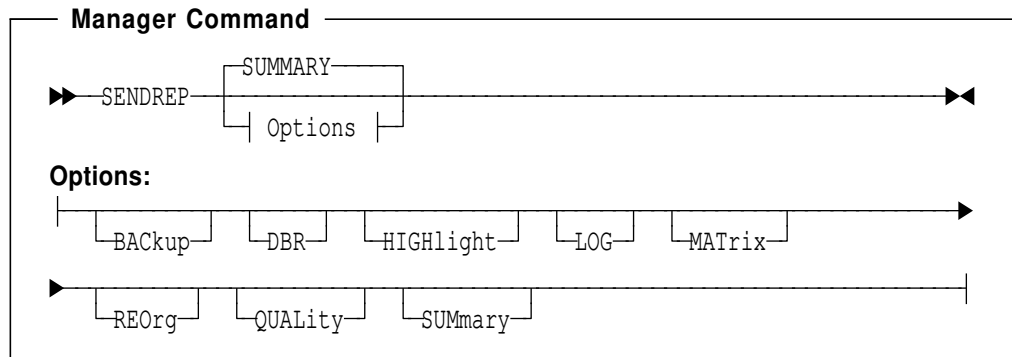 Manager Command
SUMMARY
SENDREP
Options
Options:
BACkup DBR HIGHlight LOG MATrix
REOrg QUALity SUMmary